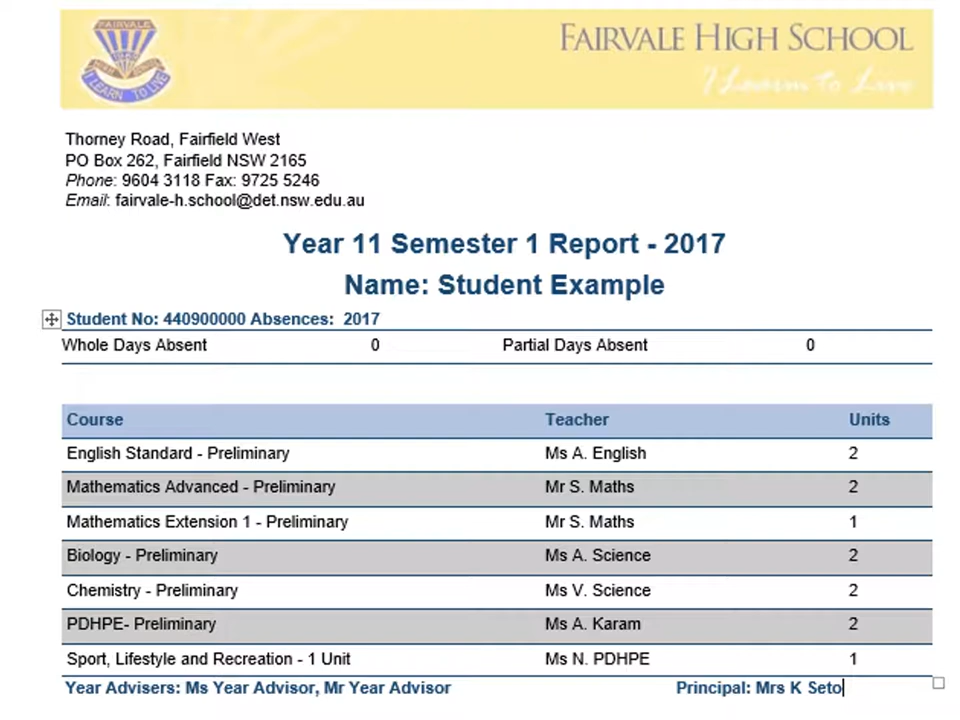 FAIRVALE
LEARN TO LIVE
FAIRVALE HIGH SCHOOL
I Learn to Live
Thorney Road, Fairfield West
PO Box 262, Fairfield NSW 2165
Phone: 9604 3118 Fax: 9725 5246
Email: fairvale-h.school@det.nsw.edu.au
Year 11 Semester 1 Report - 2017
Name: Student Example
Student No: 440900000 Absences: 2017
Whole Days Absent 0 Partial Days Absent 0
Course Teacher Units
English Standard - Preliminary Ms A. English 2
Mathematics Advanced - Preliminary Mr S. Maths 2
Mathematics Extension 1 - Preliminary Mr S. Maths 1
Biology - Preliminary Ms A. Science 2
Chemistry - Preliminary Ms V. Science 2
PDHPE- Preliminary Ms A. Karam 2
Sport, Lifestyle and Recreation - 1 Unit Ms N. PDHPE 1
Year Advisers: Ms Year Advisor, Mr Year Advisor Principal: Mrs K Seto